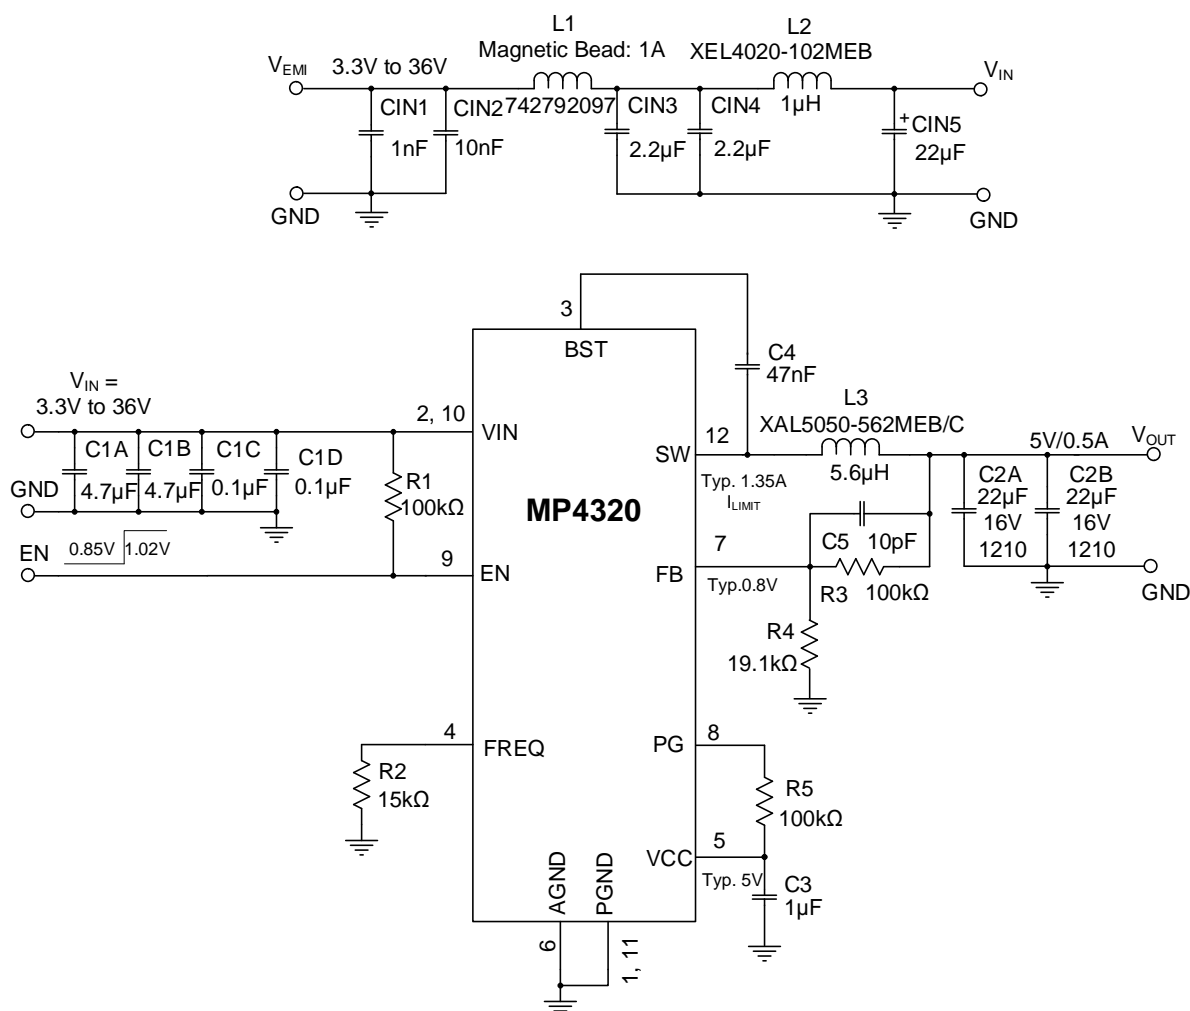 L1
Magnetic Bead: 1A
L2
XEL4020-102MEB
VEMI
3.3V to 36V
VIN
CIN1
CIN2
742792097
CIN3
CIN4
1µH
+
CIN5
1nF
10nF
2.2µF
2.2µF
22µF
GND
GND
3
BST
C4
47nF
VIN =
3.3V to 36V
2, 10
VIN
L3
XAL5050-562MEB/C
12
SW
5V/0.5A
VOUT
C1A
C1B
C1C
C1D
4.7µF
4.7µF
0.1µF
0.1µF
R1
100kΩ
Typ. 1.35A
ILIMIT
5.6µH
C2A
22µF
16V
1210
C2B
22µF
16V
1210
GND
MP4320
EN
0.85V
1.02V
9
EN
7
FB
Typ.0.8V
C5
10pF
R3
100kΩ
GND
R4
19.1kΩ
4
FREQ
R2
15kΩ
8
PG
R5
100kΩ
5
VCC
Typ. 5V
C3
1µF
AGND
PGND
6
1, 11